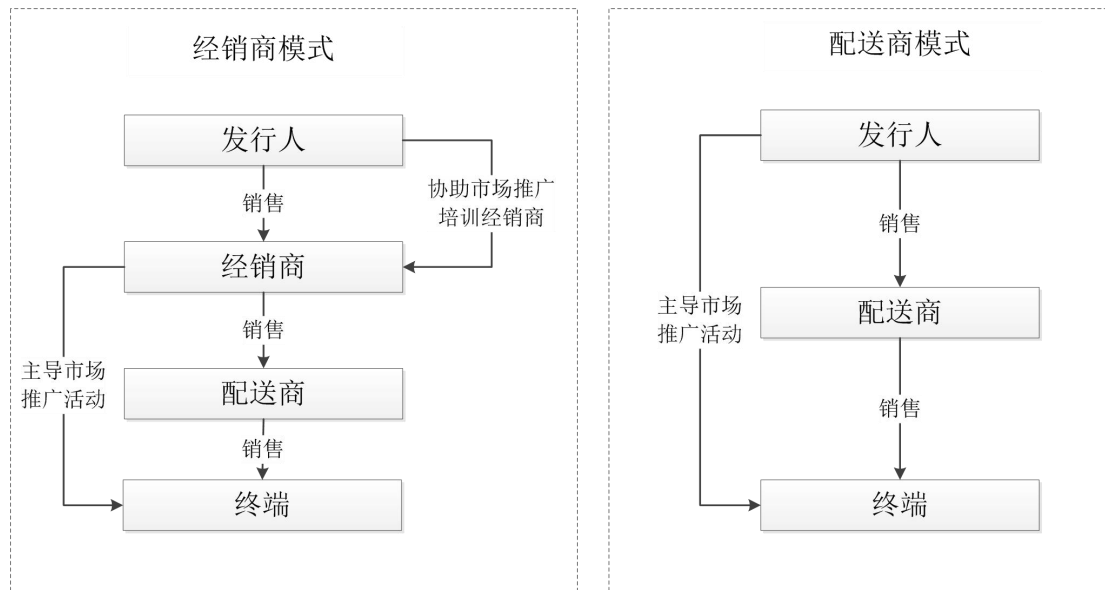 经销商模式
发行人
协助市场推广
培训经销商
销售
经销商
销售
主导市场
推广活动
配送商
销售
终端
配送商模式
发行人
销售
主导市场
推广活动
配送商
销售
终端